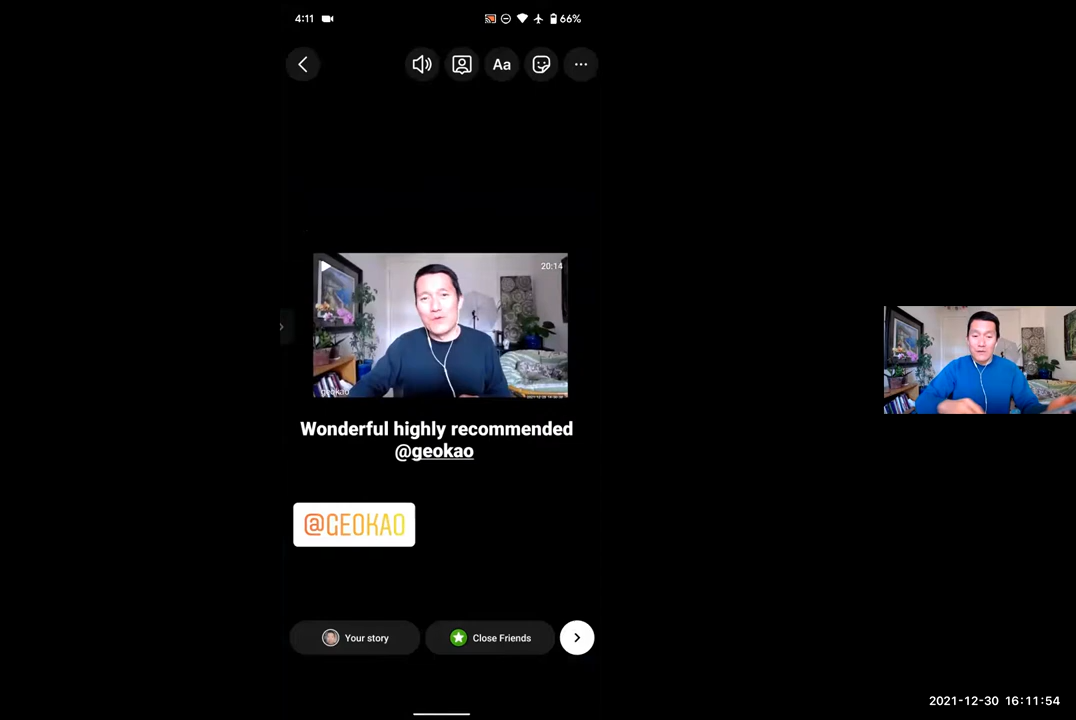 4:11
66%
Aa
20:14
geokao
Wonderful highly recommended
@geokao
@GEOKAO
Your story
Close Friends
2021-12-30 16:11:54